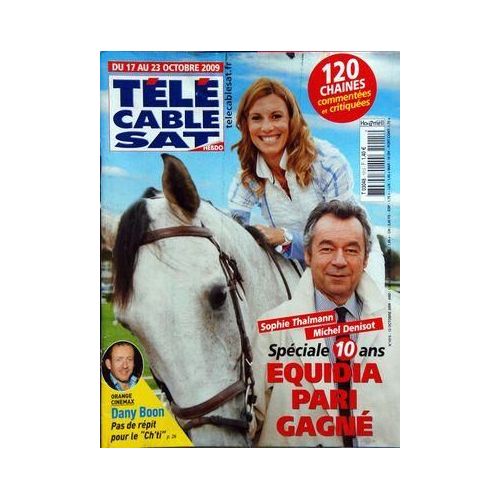 DU 17 AU 23 OCTOBRE 2009
TÉLÉ
CABLE
SAT
HEBDO
telecablesat.fr
120
CHAINES
commentées
et critiquées
Sophie Thalmann
Michel Denisot
Spéciale 10 ans
EQUIDIA
PARI
GAGNÉ
ORANGE
CINEMAX
Dany Boon
Pas de répit
pour le "Ch'ti" p. 26